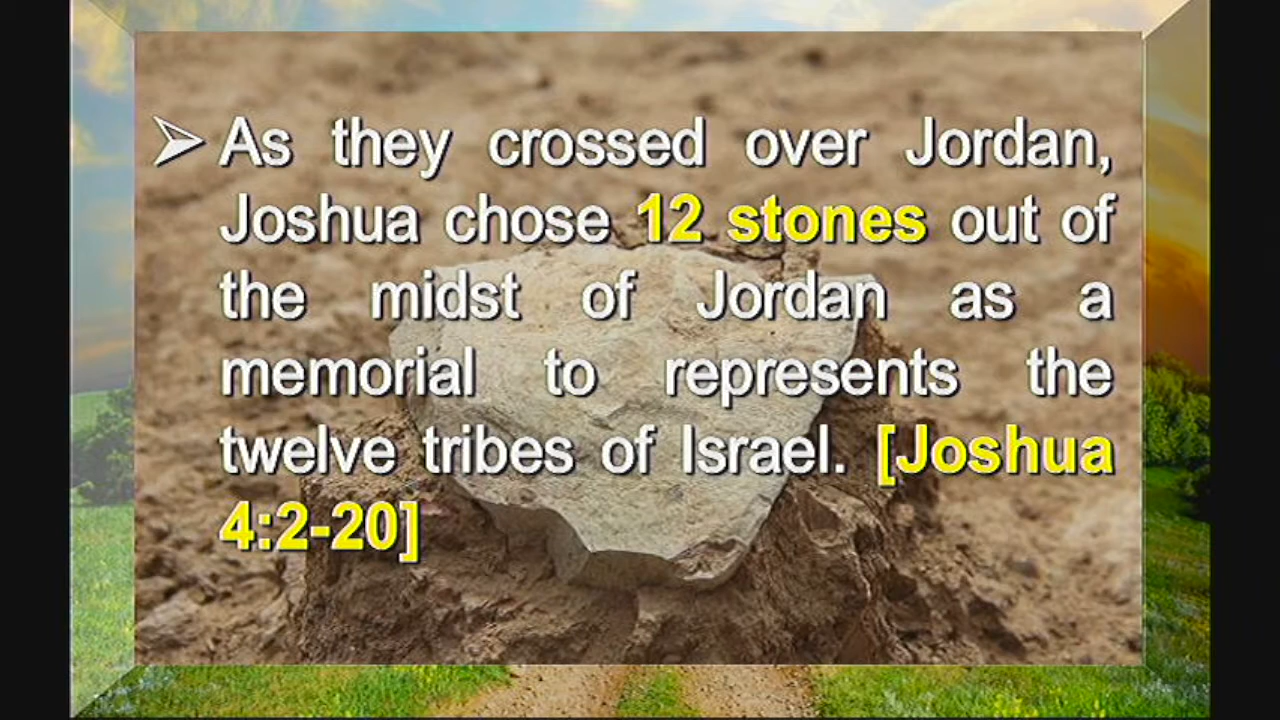 ➢ As they crossed over Jordan,
Joshua chose 12 stones out of
the midst of Jordan as a
memorial to represents the
twelve tribes of Israel. [Joshua
4:2-20]